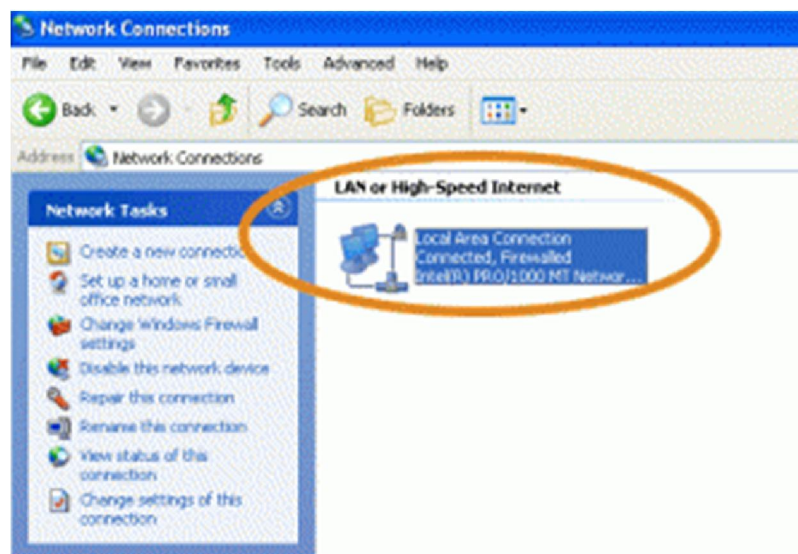 Network Connections
File Edit View Favorites Tools Advanced Help
Back Search Folders
Address Network Connections
LAN or High-Speed Internet
Network Tasks
Local Area Connection
Connected, Firewalled
Intel(R) PRO/1000 MT Networ...
Create a new connectio
Set up a home or small
office network
Change Windows Firewall
settings
Disable this network device
Repair this connection
Rename this connection
View status of this
connection
Change settings of this
connection